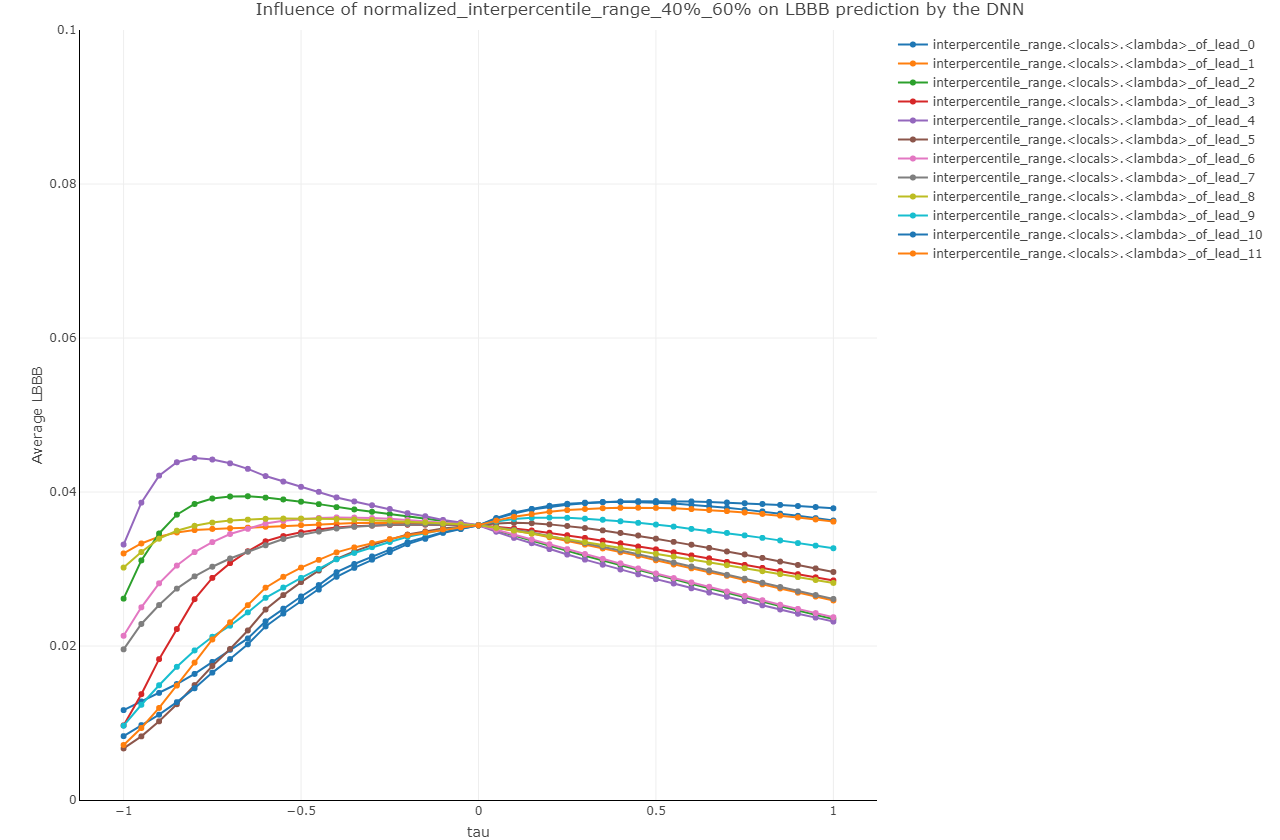 Influence of normalized_interpercentile_range_40%_60% on LBBB prediction by the DNN
0.1
0.08
0.06
0.04
0.02
0
Average LBBB
−1
−0.5
0
0.5
1
tau
interpercentile_range.<locals>.<lambda>_of_lead_0
interpercentile_range.<locals>.<lambda>_of_lead_1
interpercentile_range.<locals>.<lambda>_of_lead_2
interpercentile_range.<locals>.<lambda>_of_lead_3
interpercentile_range.<locals>.<lambda>_of_lead_4
interpercentile_range.<locals>.<lambda>_of_lead_5
interpercentile_range.<locals>.<lambda>_of_lead_6
interpercentile_range.<locals>.<lambda>_of_lead_7
interpercentile_range.<locals>.<lambda>_of_lead_8
interpercentile_range.<locals>.<lambda>_of_lead_9
interpercentile_range.<locals>.<lambda>_of_lead_10
interpercentile_range.<locals>.<lambda>_of_lead_11